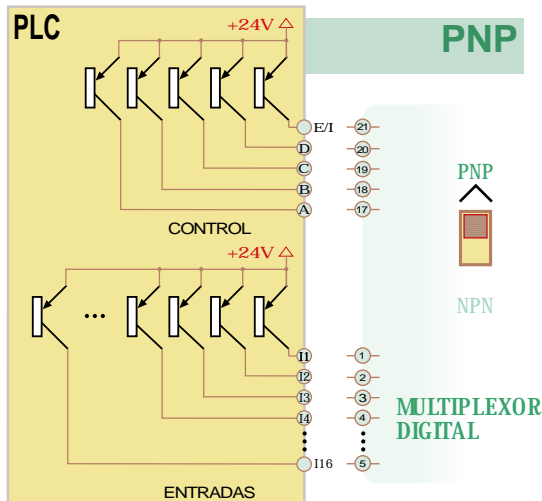 PLC
+24V
PNP
E/I 21
D 20
C 19
B 18
A 17
CONTROL
PNP
+24V
NPN
...
I1 1
I2 2
I3 3
I4 4
I16 5
MULTIPLEXOR
DIGITAL
ENTRADAS